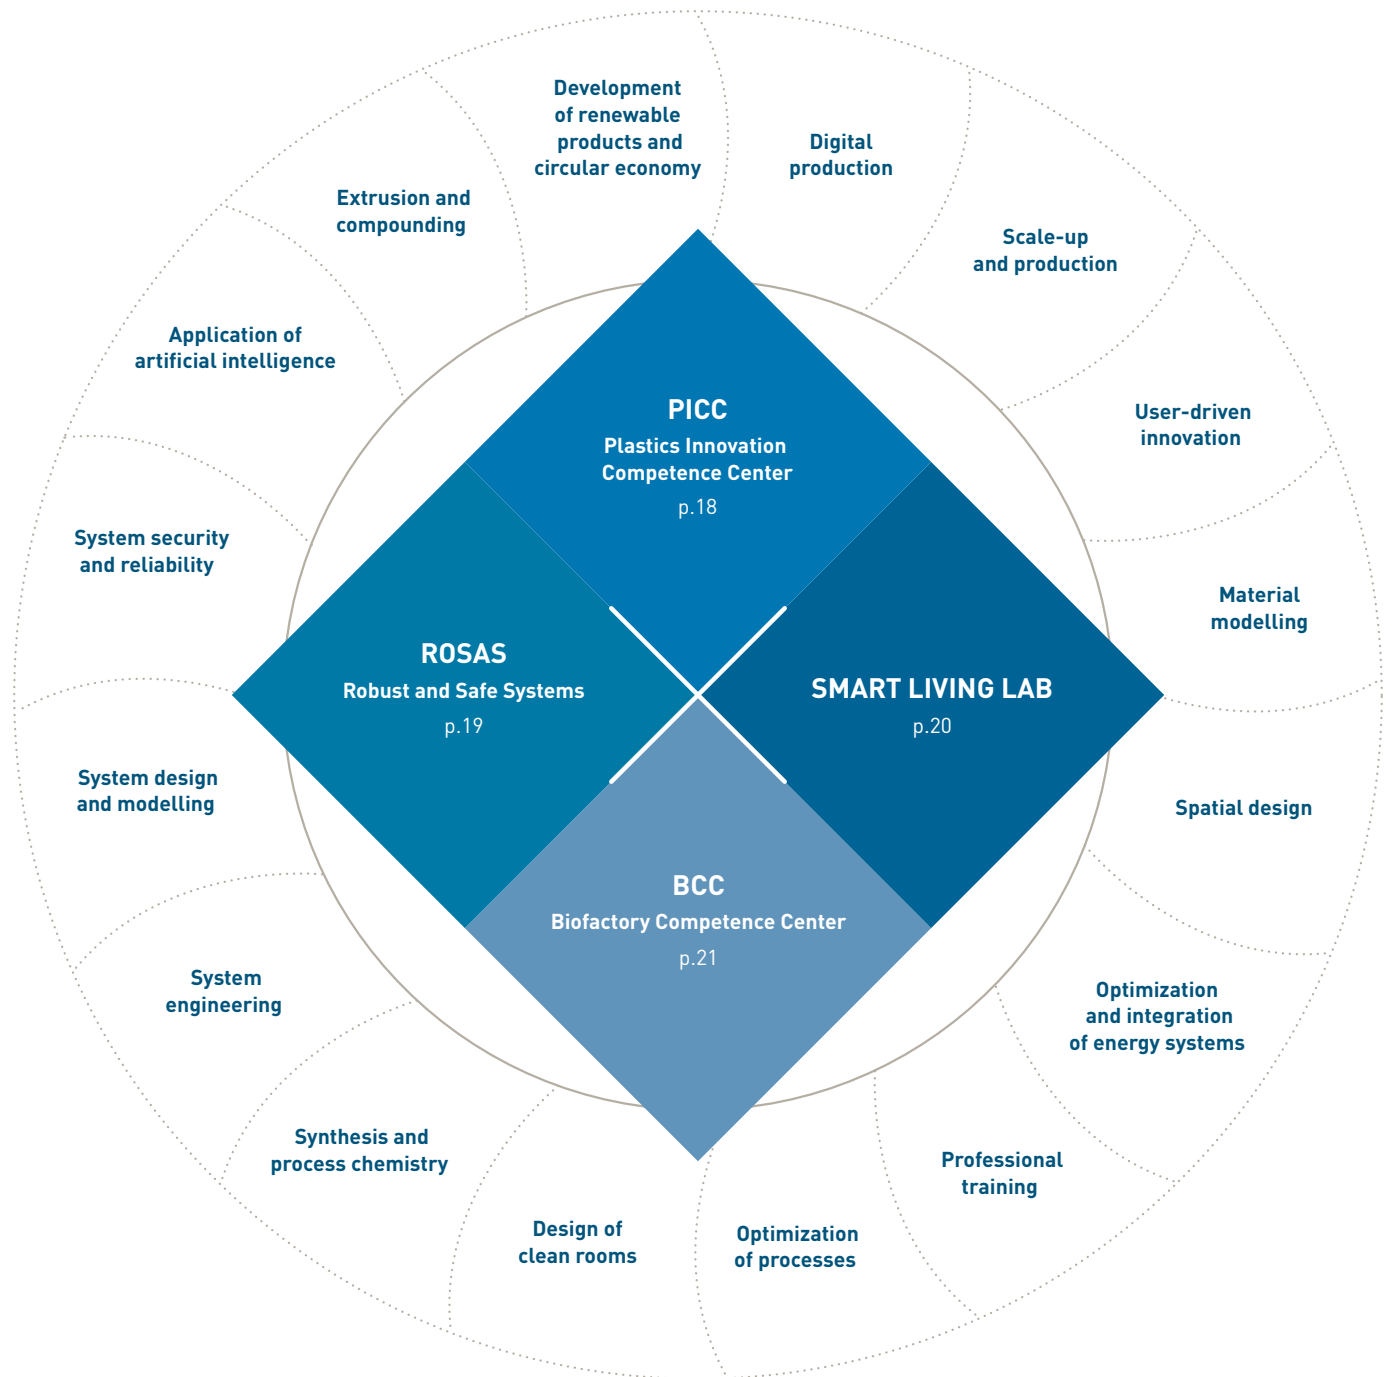 Development
of renewable
products and
circular economy
Digital
production
Scale-up
and production
User-driven
innovation
Material
modelling
Spatial design
Optimization
and integration
of energy systems
Professional
training
Optimization
of processes
Design of
clean rooms
Synthesis and
process chemistry
System
engineering
System design
and modelling
System security
and reliability
Application of
artificial intelligence
Extrusion and
compounding
PICC
Plastics Innovation
Competence Center
p.18
ROSAS
Robust and Safe Systems
p.19
SMART LIVING LAB
p.20
BCC
Biofactory Competence Center
p.21